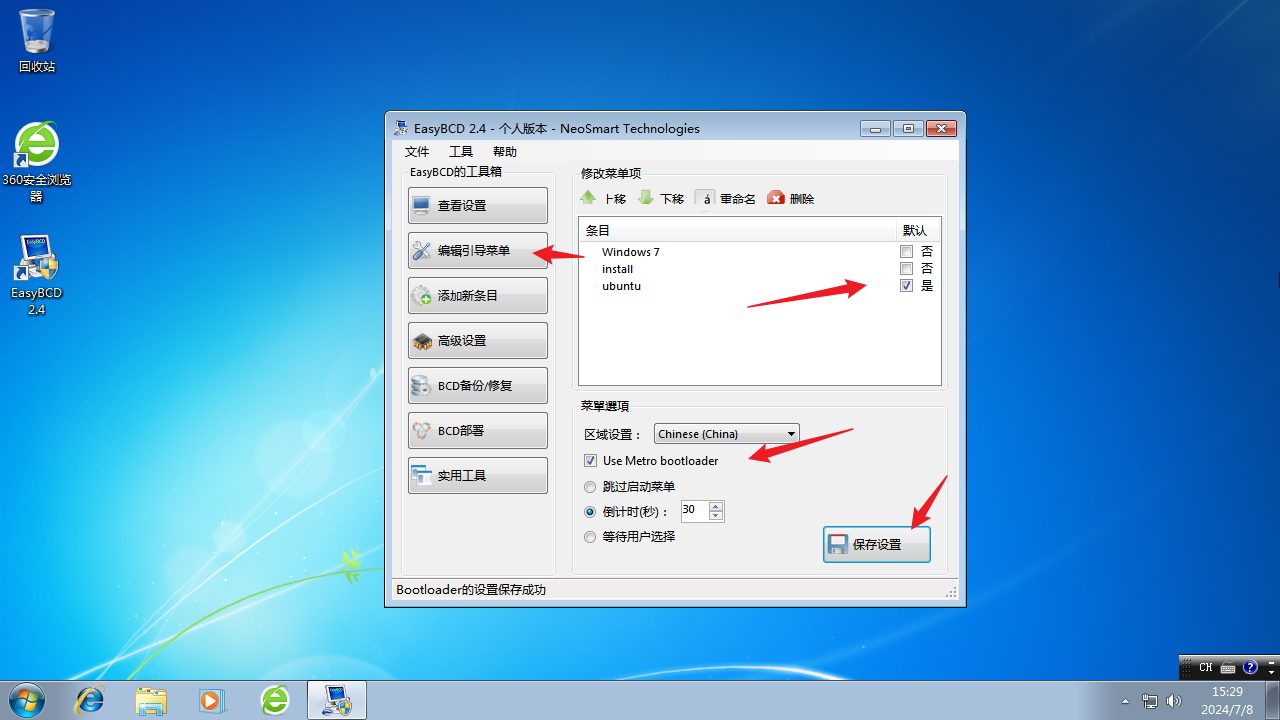 回收站
360安全浏览
器
EasyBCD
2.4
EasyBCD 2.4 - 个人版本 - NeoSmart Technologies
文件 工具 帮助
EasyBCD的工具箱
查看设置
编辑引导菜单
添加新条目
高级设置
BCD备份/修复
BCD部署
实用工具
修改菜单项
上移 下移 á 重命名 删除
条目 默认
Windows 7 否
install 否
ubuntu 是
菜單選項
区域设置： Chinese (China)
Use Metro bootloader
跳过启动菜单
倒计时(秒)： 30
等待用户选择
保存设置
Bootloader的设置保存成功
CH
15:29
2024/7/8